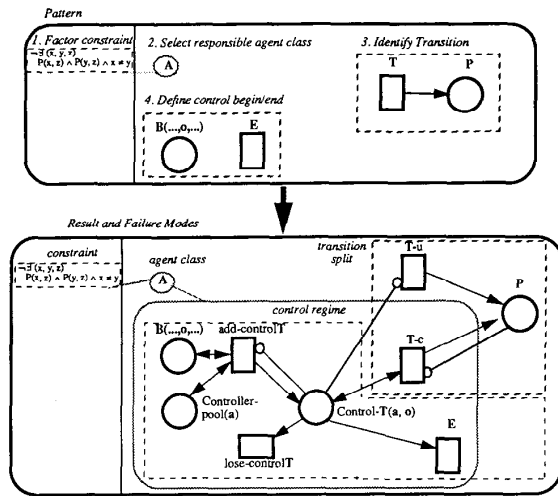 Pattern
1. Factor constraint
¬∃ (x, y, z)
P(x, z) ∧ P(y, z) ∧ x ≠ y
2. Select responsible agent class
A
3. Identify Transition
T
P
4. Define control begin/end
B(...,o,...)
E
Result and Failure Modes
constraint
¬∃ (x, y, z)
P(x, z) ∧ P(y, z) ∧ x ≠ y
agent class
A
transition
split
T-u
P
control regime
T-c
B(...,o,...)
add-controlT
Controller-
pool(a)
Control-T(a, o)
E
lose-controlT